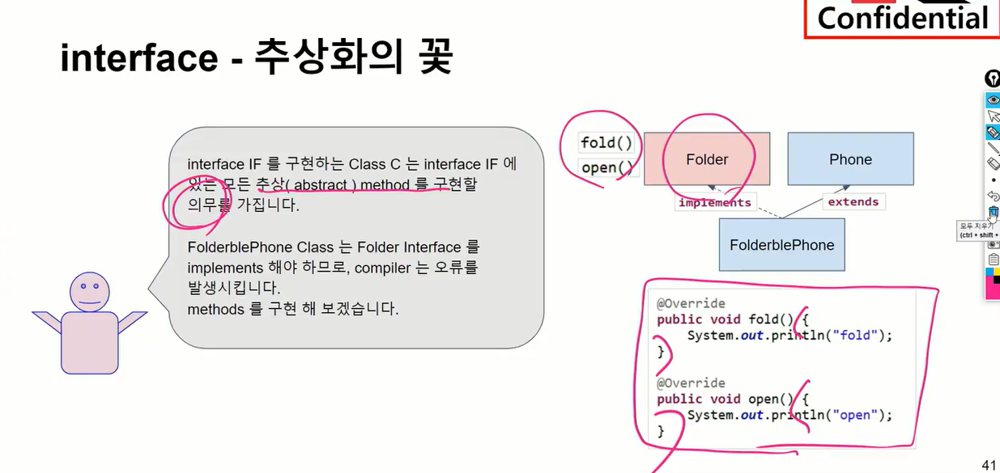 Confidential
interface - 추상화의 꽃
interface IF 를 구현하는 Class C 는 interface IF 에
있는 모든 추상( abstract ) method 를 구현할
의무를 가집니다.
FolderblePhone Class 는 Folder Interface 를
implements 해야 하므로, compiler 는 오류를
발생시킵니다.
methods 를 구현 해 보겠습니다.
fold()
open()
Folder
Phone
implements
extends
FolderblePhone
@Override
public void fold() {
System.out.println("fold");
}
@Override
public void open() {
System.out.println("open");
}
모두 지우기
(ctrl + shift +
41